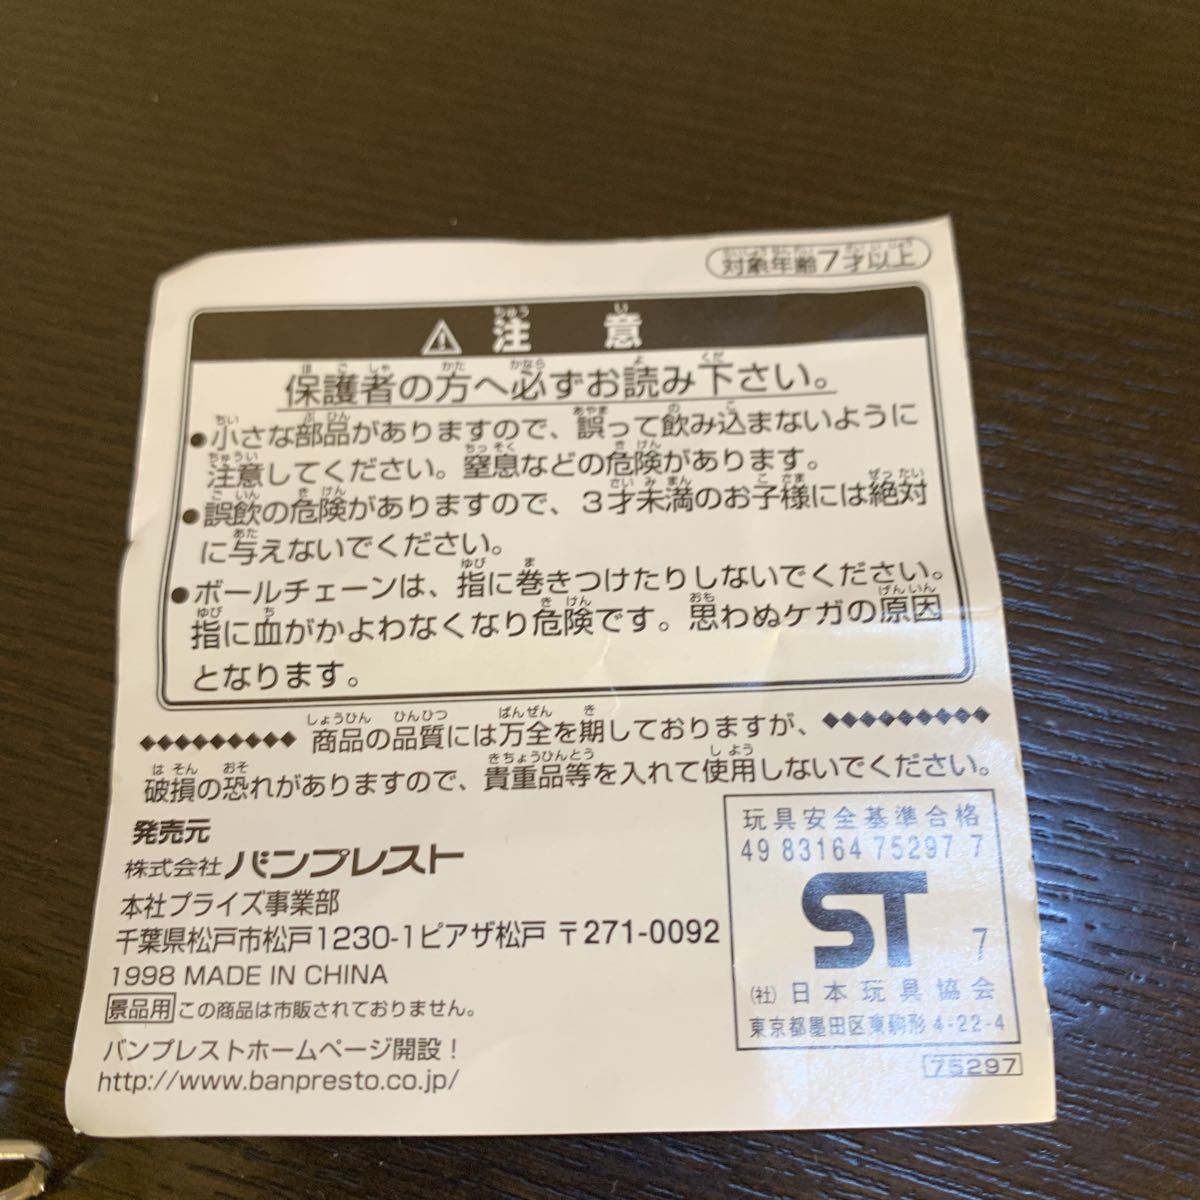 対象年齢7才以上
⚠ 注意
保護者の方へ必ずお読み下さい。
●小さな部品がありますので、誤って飲み込まないように
注意してください。窒息などの危険があります。
●誤飲の危険がありますので、3才未満のお子様には絶対
に与えないでください。
●ボールチェーンは、指に巻きつけたりしないでください。
指に血がかよわなくなり危険です。思わぬケガの原因
となります。
◆◆◆◆◆◆◆◆◆ 商品の品質には万全を期しておりますが、 ◆◆◆◆◆◆◆◆◆
破損の恐れがありますので、貴重品等を入れて使用しないでください。
発売元
株式会社 バンプレスト
本社プライズ事業部
千葉県松戸市松戸1230-1ピアザ松戸 〒271-0092
1998 MADE IN CHINA
景品用 この商品は市販されておりません。
バンプレストホームページ開設！
http://www.banpresto.co.jp/
玩具安全基準合格
49 83164 75297 7
ST 7
(社) 日本玩具協会
東京都墨田区東駒形 4-22-4
75297